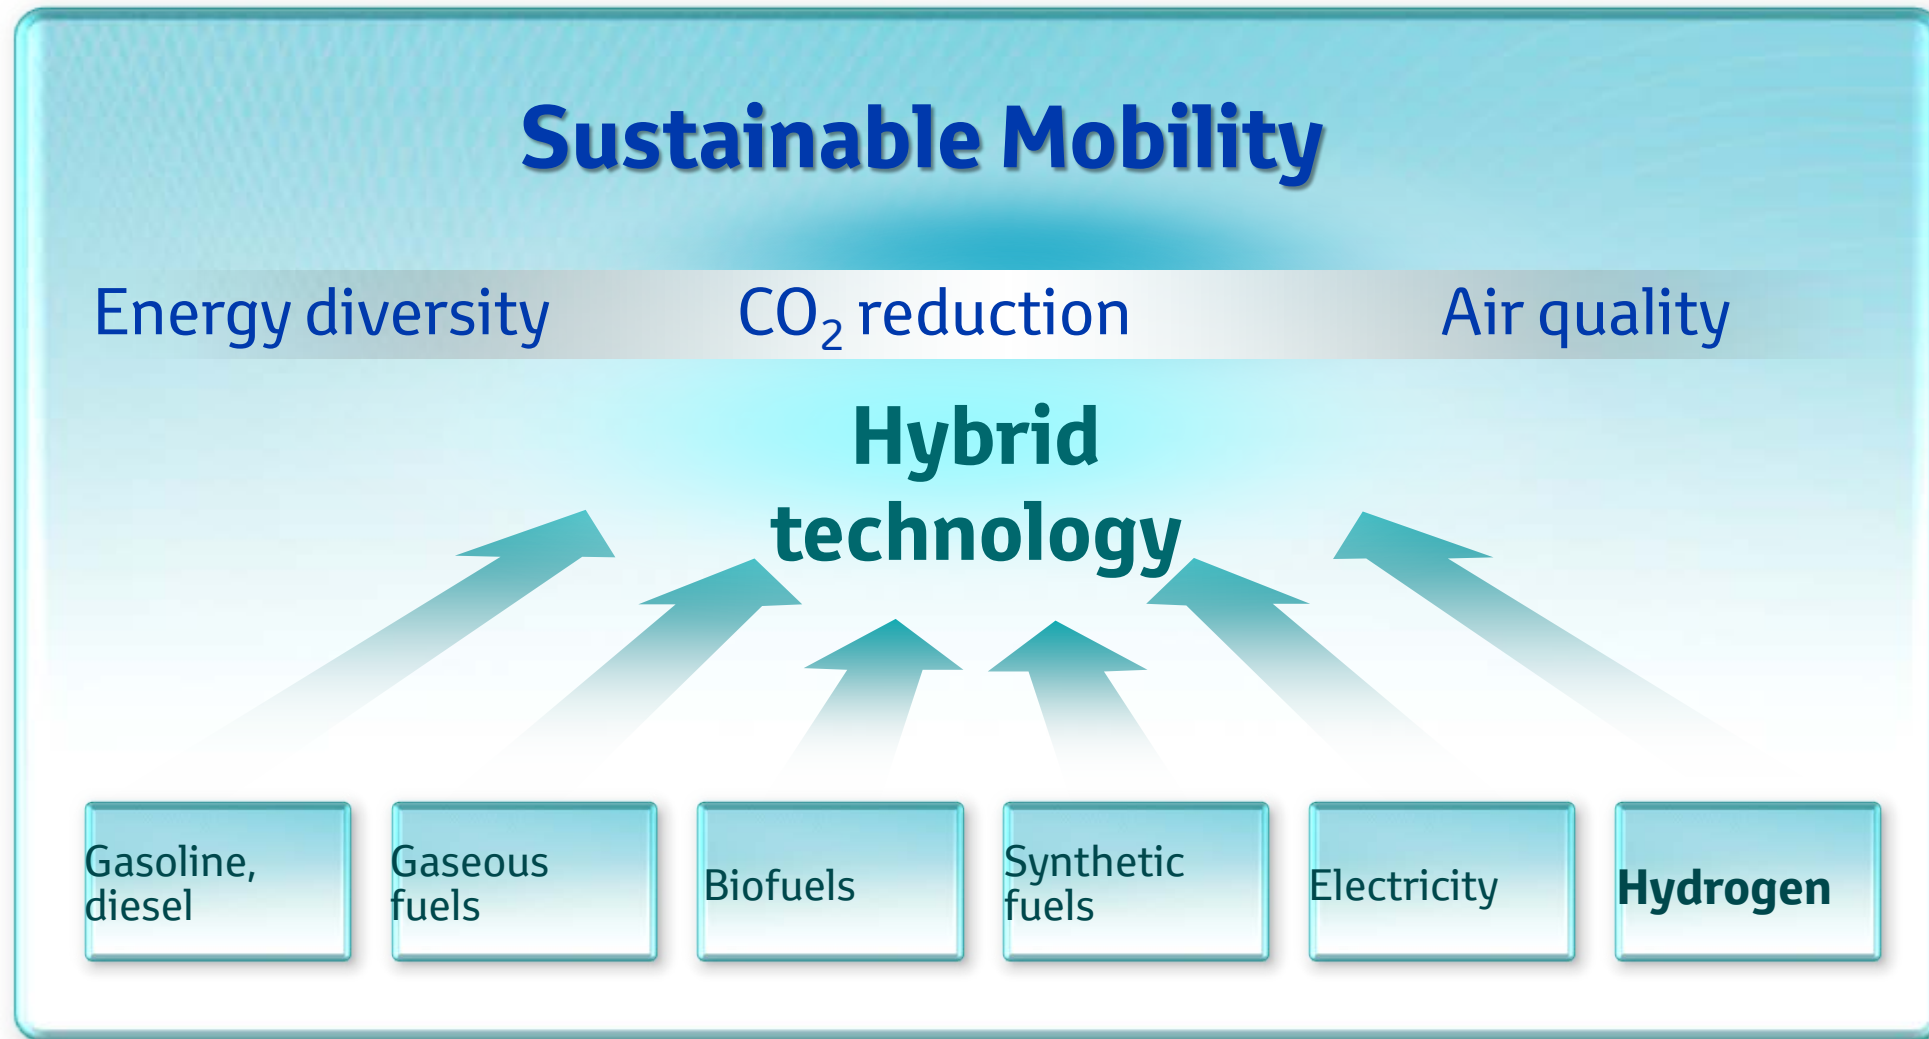 Sustainable Mobility
Energy diversity CO₂ reduction Air quality
Hybrid
technology
Gasoline,
diesel
Gaseous
fuels
Biofuels
Synthetic
fuels
Electricity
Hydrogen